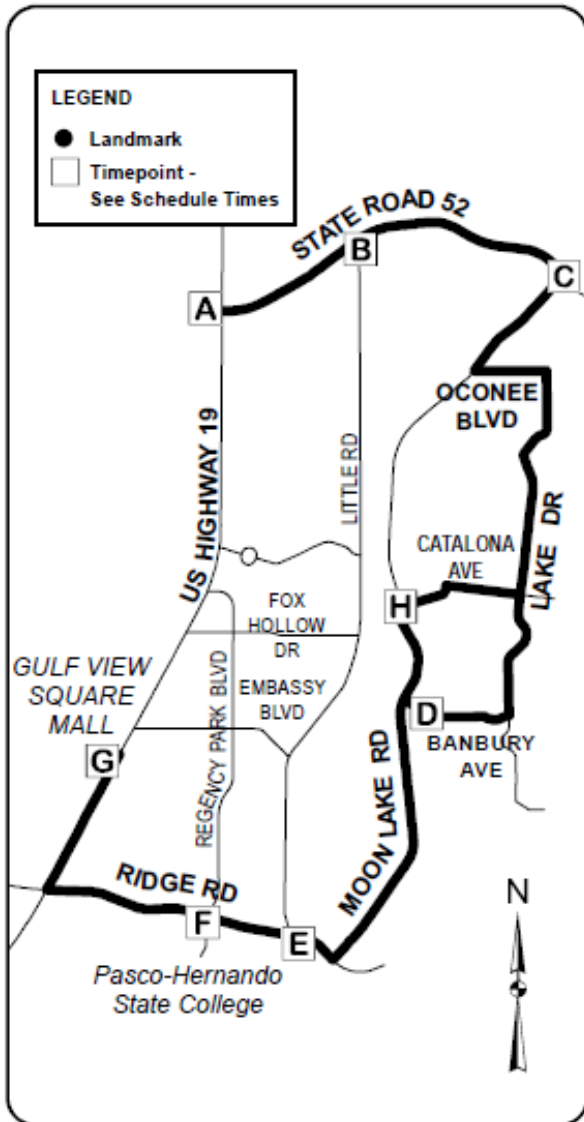 LEGEND
Landmark
Timepoint -
See Schedule Times
STATE ROAD 52
B
C
A
OCONEE
BLVD
US HIGHWAY 19
LITTLE RD
LAKE DR
CATALONA
AVE
H
FOX
HOLLOW
DR
GULF VIEW
SQUARE
MALL
REGENCY PARK BLVD
EMBASSY
BLVD
D
BANBURY
AVE
G
MOON LAKE RD
RIDGE RD
F
E
N
Pasco-Hernando
State College